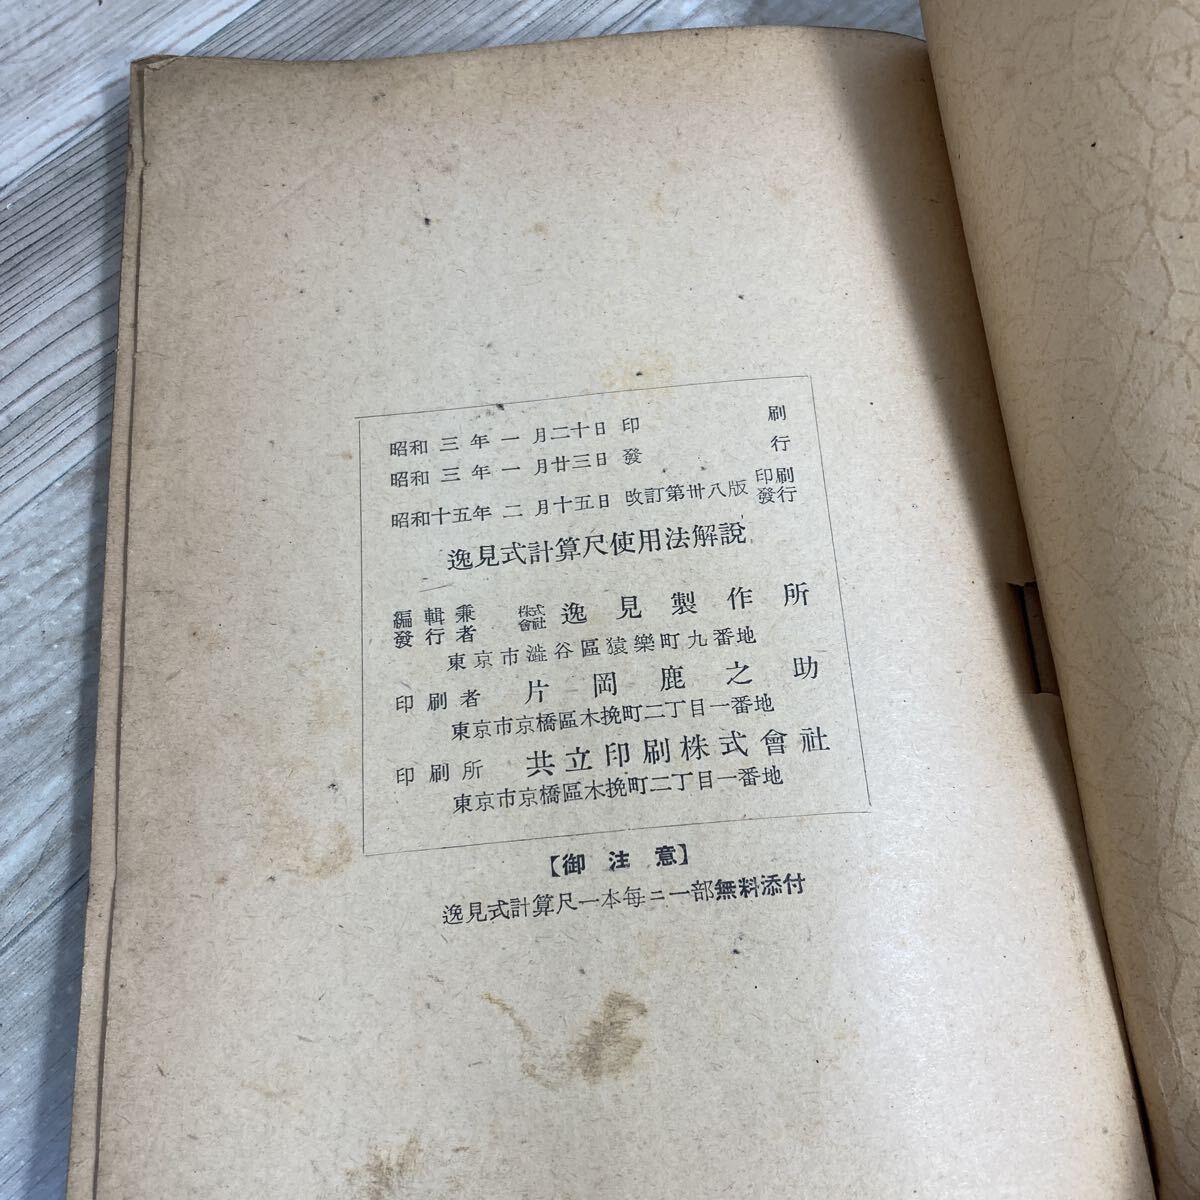 昭和三年一月二十日印刷
昭和三年一月廿三日發行
昭和十五年二月十五日改訂第卅八版印刷發行
逸見式計算尺使用法解說
編輯兼發行者 株式會社 逸見製作所
東京市澁谷區猿樂町九番地
印刷者 片岡鹿之助
東京市京橋區木挽町二丁目一番地
印刷所 共立印刷株式會社
東京市京橋區木挽町二丁目一番地
【御注意】
逸見式計算尺一本每ニ一部無料添付